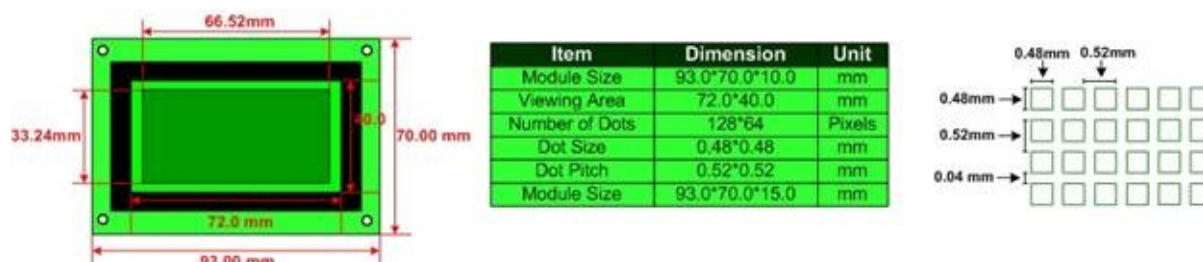 66.52mm
33.24mm
40.0
70.00 mm
72.0 mm
93.00 mm
Item Dimension Unit
Module Size 93.0*70.0*10.0 mm
Viewing Area 72.0*40.0 mm
Number of Dots 128*64 Pixels
Dot Size 0.48*0.48 mm
Dot Pitch 0.52*0.52 mm
Module Size 93.0*70.0*15.0 mm
0.48mm 0.52mm
0.48mm
0.52mm
0.04 mm